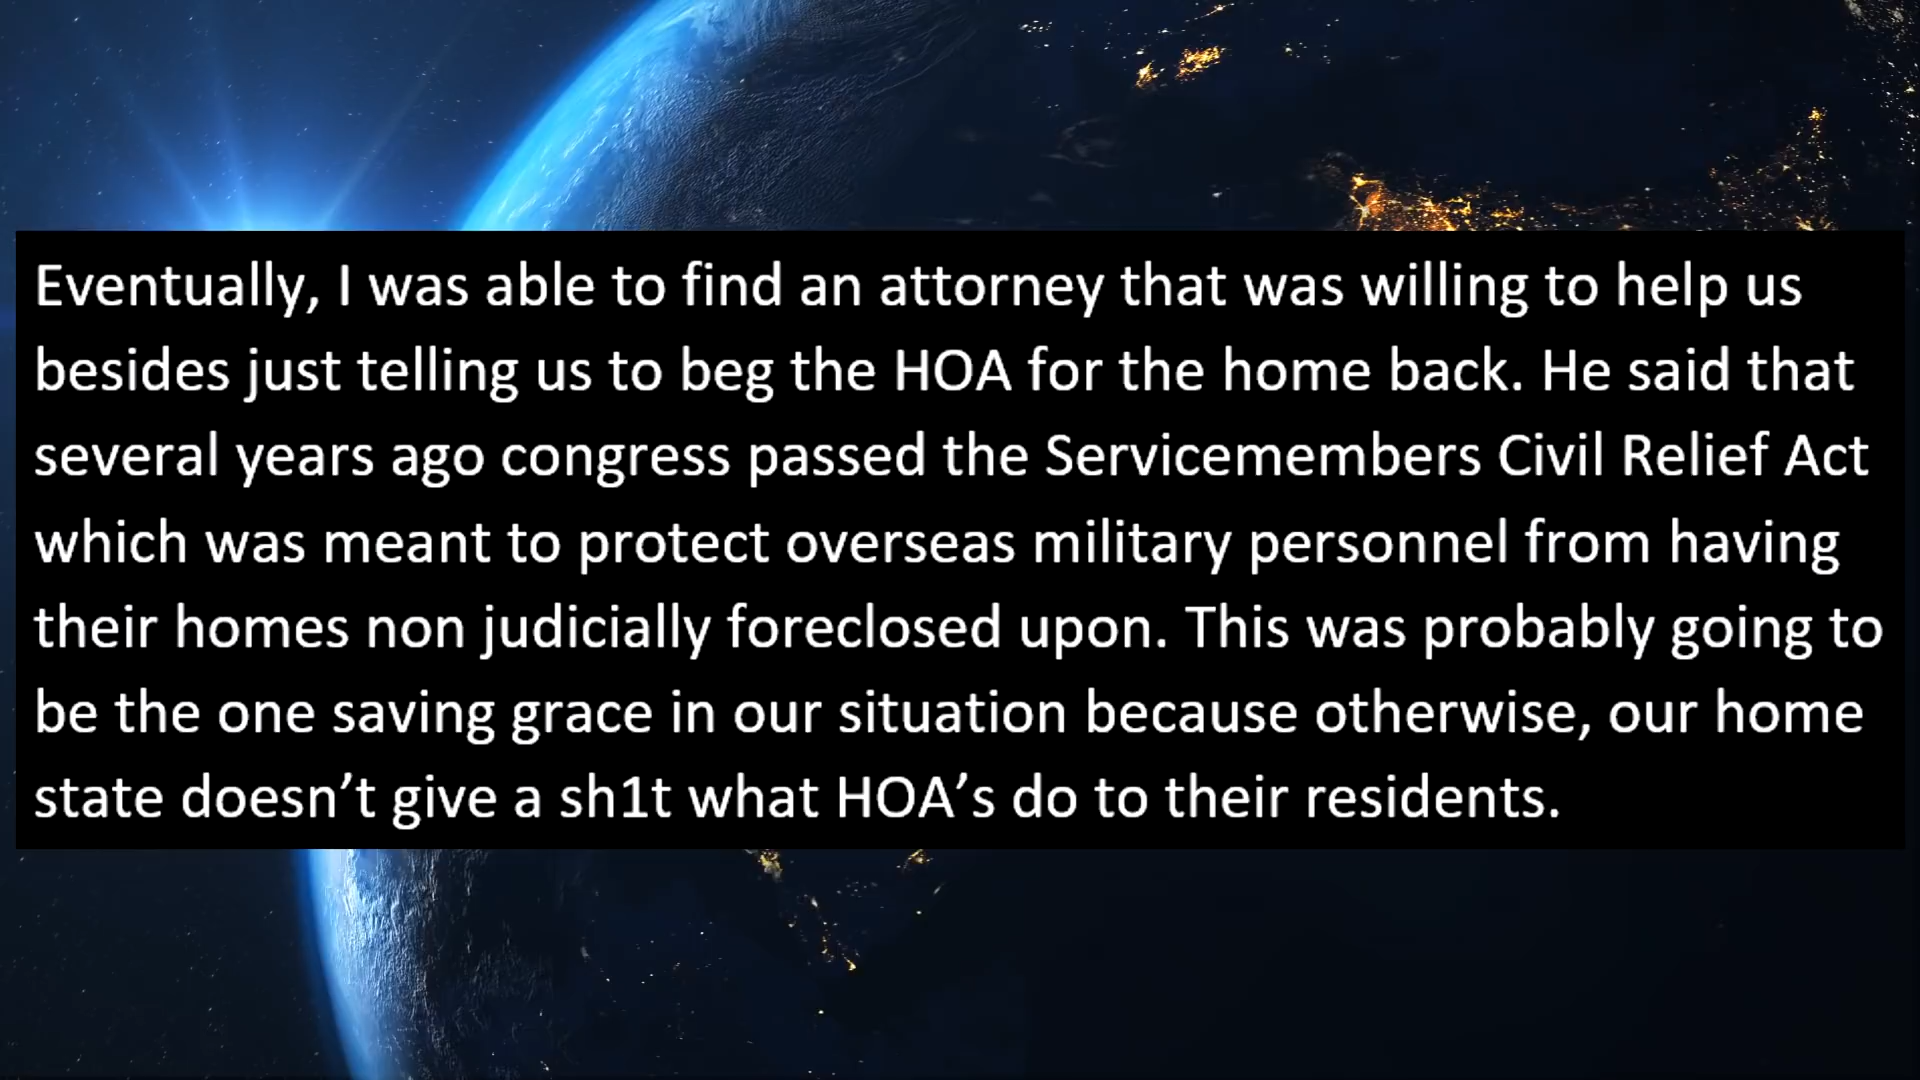 Eventually, I was able to find an attorney that was willing to help us
besides just telling us to beg the HOA for the home back. He said that
several years ago congress passed the Servicemembers Civil Relief Act
which was meant to protect overseas military personnel from having
their homes non judicially foreclosed upon. This was probably going to
be the one saving grace in our situation because otherwise, our home
state doesn’t give a sh1t what HOA’s do to their residents.